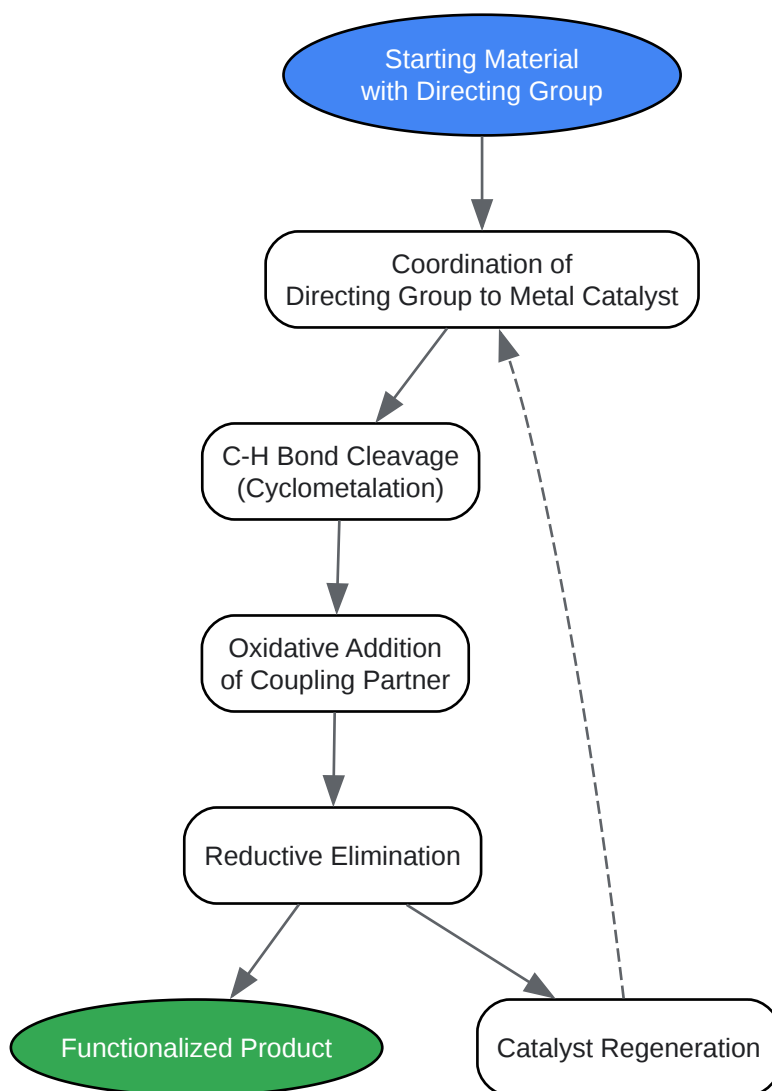 Starting Material
with Directing Group
Coordination of
Directing Group to Metal Catalyst
C-H Bond Cleavage
(Cyclometalation)
Oxidative Addition
of Coupling Partner
Reductive Elimination
Functionalized Product
Catalyst Regeneration